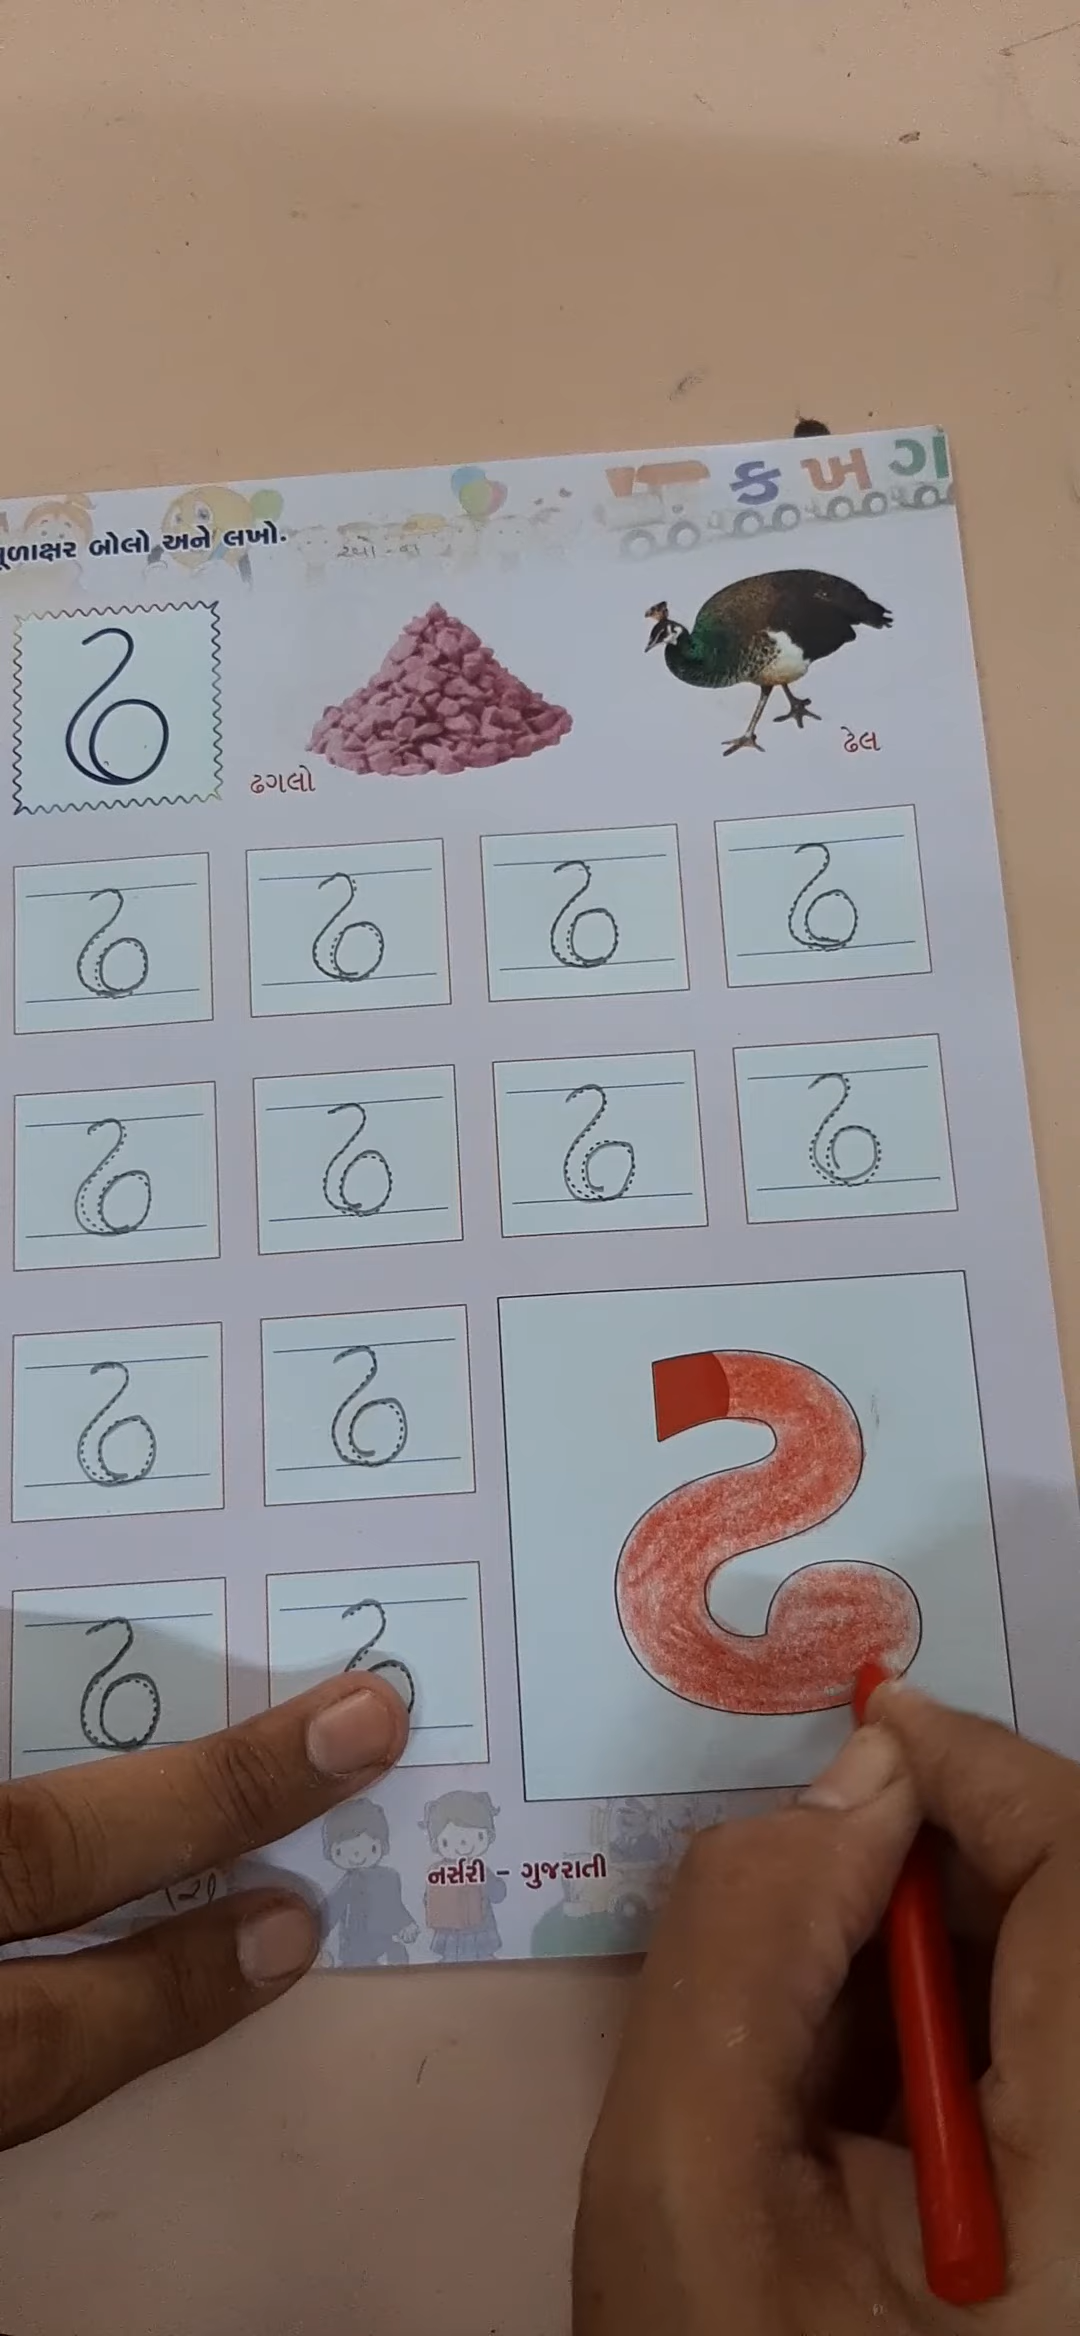 ક ખ ગ
મૂળાક્ષર બોલો અને લખો.
ઢ
ઢગલો
ઢેલ
ઢ ઢ ઢ ઢ
ઢ ઢ ઢ ઢ
ઢ ઢ
ઢ ઢ
ઢ
નર્સરી - ગુજરાતી